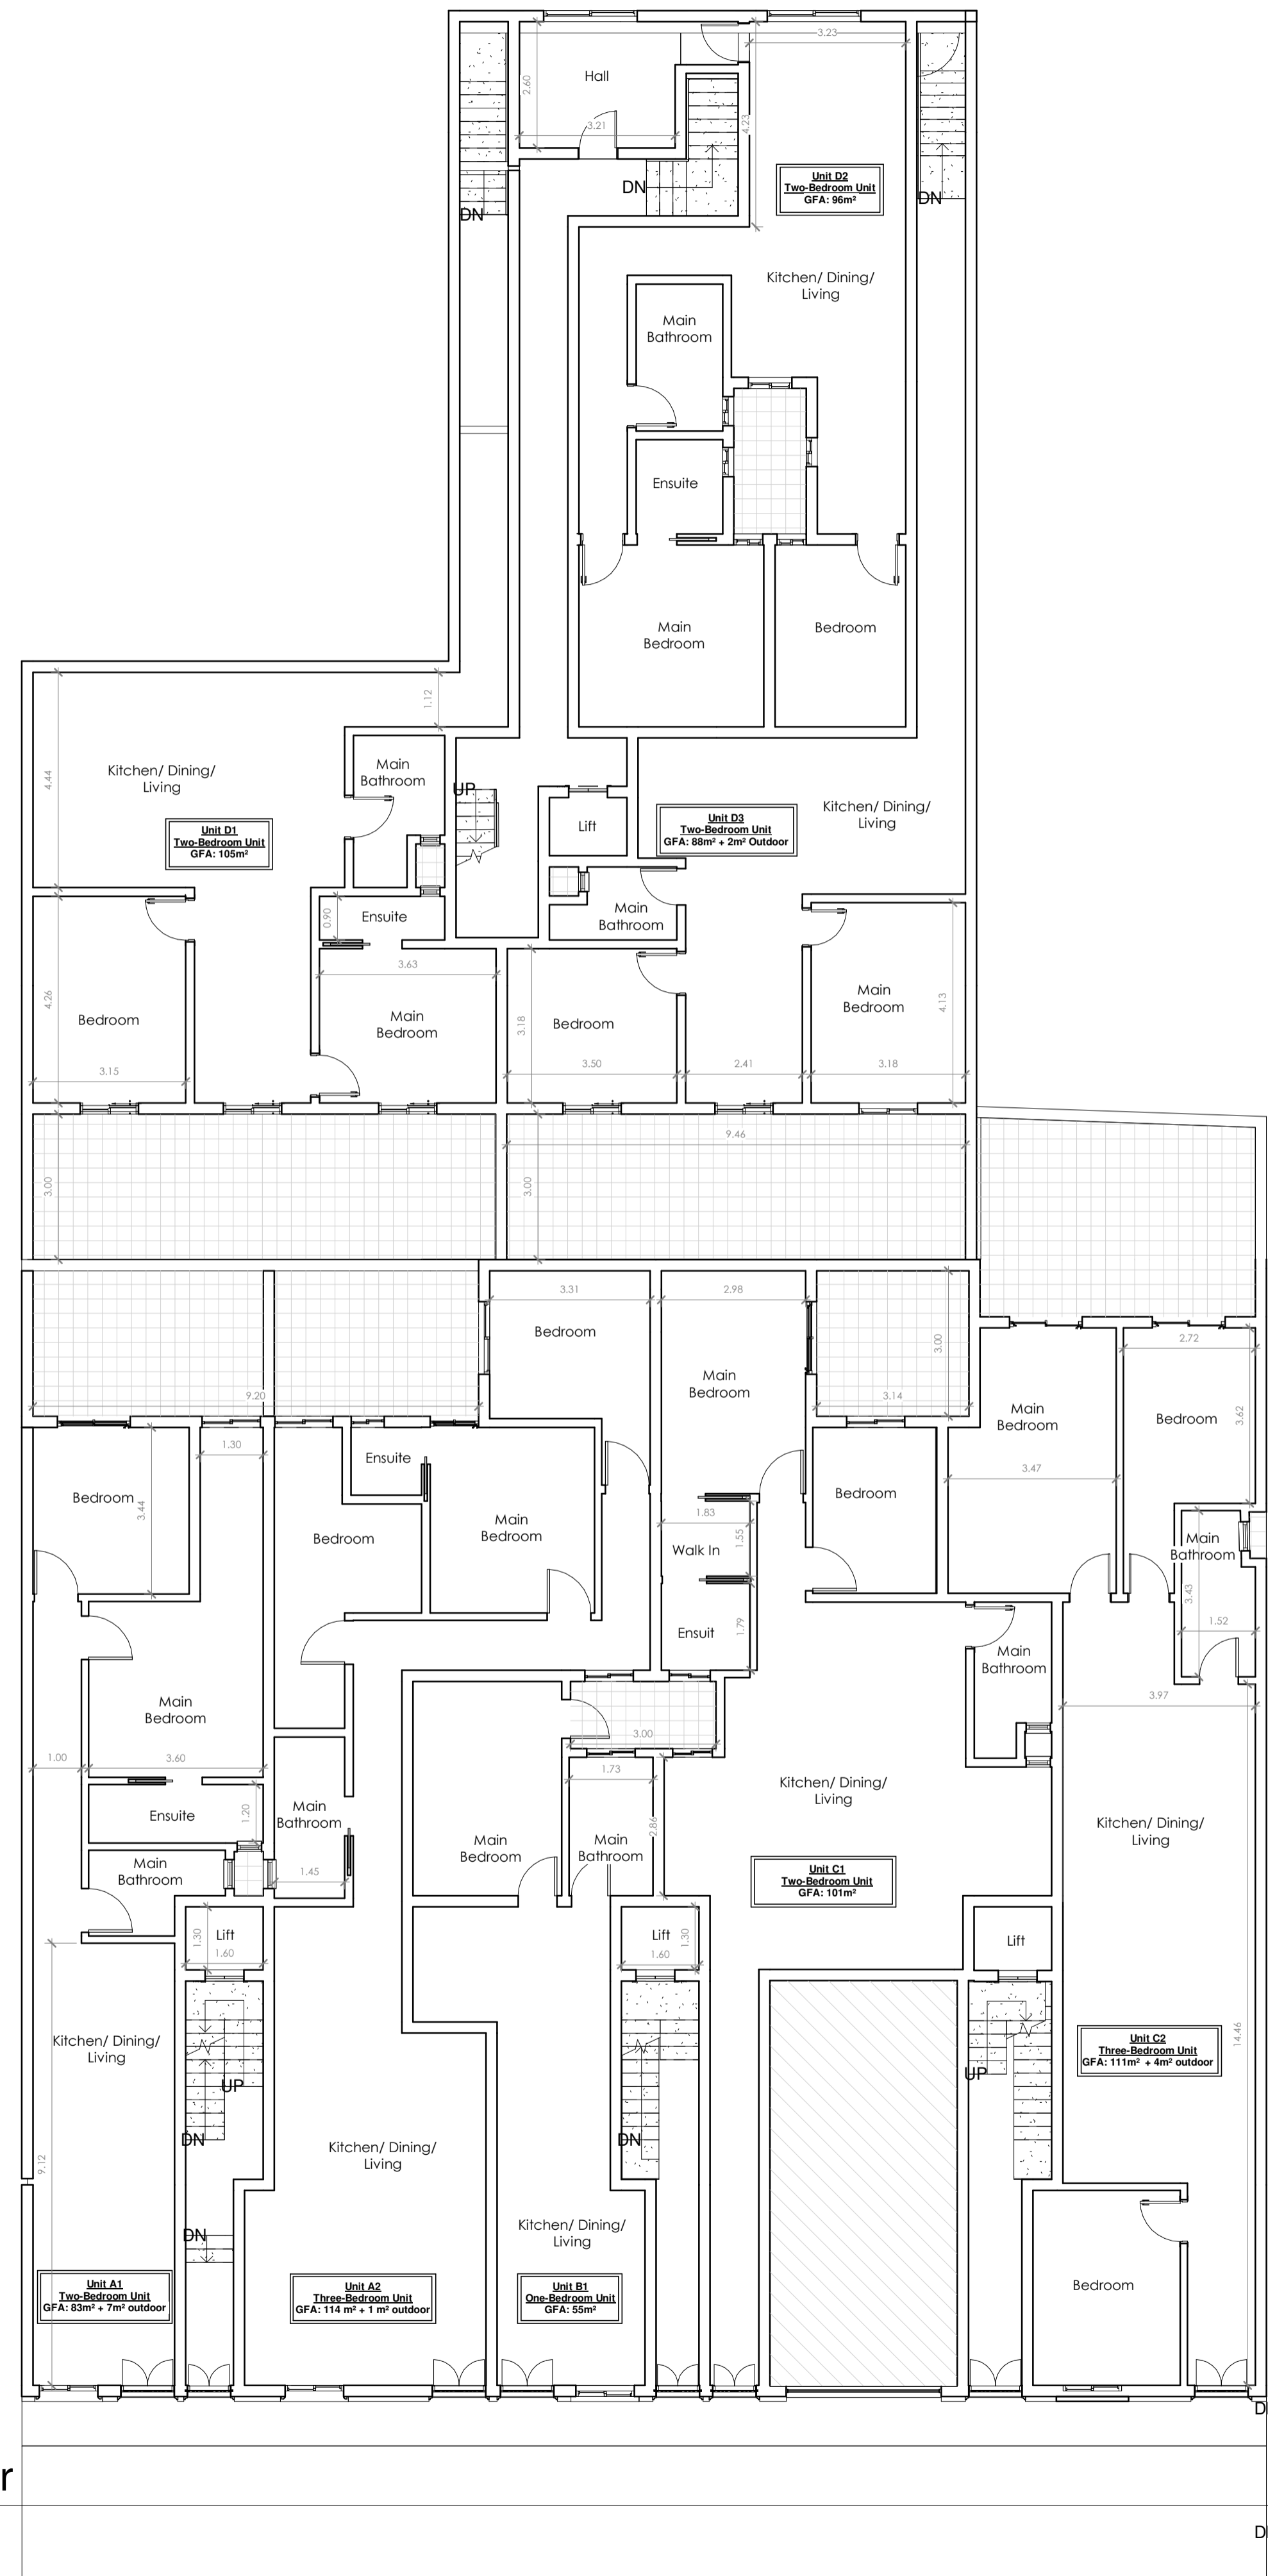 3.23
Hall
2.60
3.21
4.23
DN
Unit D2
Two-Bedroom Unit
GFA: 96m²
DN
DN
Kitchen/ Dining/
Living
Main
Bathroom
Ensuite
Main
Bedroom
Bedroom
1.12
4.44
Kitchen/ Dining/
Living
Main
Bathroom
UP
Kitchen/ Dining/
Living
Lift
Unit D1
Two-Bedroom Unit
GFA: 105m²
Unit D3
Two-Bedroom Unit
GFA: 88m² + 2m² Outdoor
0.90
Ensuite
Main
Bathroom
3.63
4.26
Bedroom
Main
Bedroom
3.18
Bedroom
Main
Bedroom
4.13
3.15
3.50
2.41
3.18
9.46
3.00
3.00
3.31
2.98
Bedroom
3.00
2.72
Main
Bedroom
9.20
3.14
Main
Bedroom
Bedroom
3.62
1.30
Ensuite
3.47
Bedroom
3.44
Bedroom
Main
Bedroom
Bedroom
1.83
1.55
Walk In
Main
Bathroom
3.43
1.52
Ensuit
1.79
Main
Bathroom
Main
Bedroom
3.97
3.00
1.00
3.60
1.73
Kitchen/ Dining/
Living
Ensuite
1.20
Main
Bathroom
2.86
Kitchen/ Dining/
Living
Main
Bedroom
Main
Bathroom
Main
Bathroom
1.45
Unit C1
Two-Bedroom Unit
GFA: 101m²
Lift
1.30
1.60
Lift
1.30
1.60
Lift
Kitchen/ Dining/
Living
Unit C2
Three-Bedroom Unit
GFA: 111m² + 4m² outdoor
14.46
UP
UP
DN
DN
9.12
Kitchen/ Dining/
Living
Kitchen/ Dining/
Living
DN
Bedroom
Unit A1
Two-Bedroom Unit
GFA: 83m² + 7m² outdoor
Unit A2
Three-Bedroom Unit
GFA: 114 m² + 1 m² outdoor
Unit B1
One-Bedroom Unit
GFA: 55m²
D
r
D